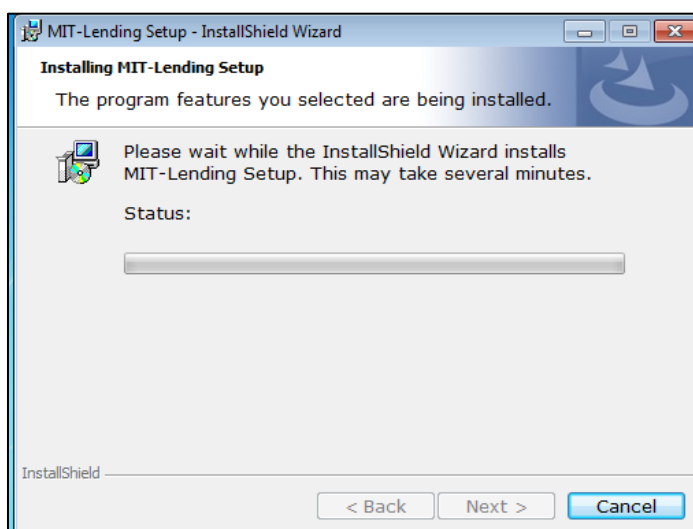 MIT-Lending Setup - InstallShield Wizard
Installing MIT-Lending Setup
The program features you selected are being installed.
Please wait while the InstallShield Wizard installs
MIT-Lending Setup. This may take several minutes.
Status:
InstallShield
< Back
Next >
Cancel